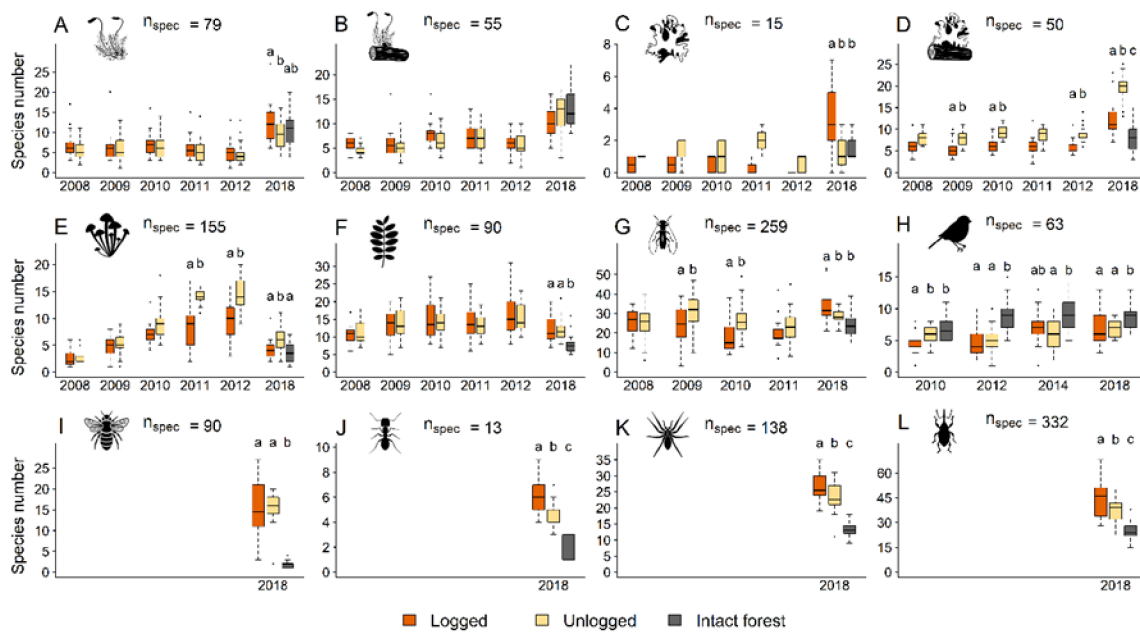 A n_spec = 79
B n_spec = 55
C n_spec = 15
D n_spec = 50
Species number
25
20
15
10
5
0
a b ab
2008 2009 2010 2011 2012 2018
20
15
10
5
0
2008 2009 2010 2011 2012 2018
8
6
4
2
0
a b b
2008 2009 2010 2011 2012 2018
25
20
15
10
5
0
a b
a b
a b
a b c
2008 2009 2010 2011 2012 2018
E n_spec = 155
F n_spec = 90
G n_spec = 259
H n_spec = 63
Species number
20
15
10
5
0
a b
a b
a b a
2008 2009 2010 2011 2012 2018
30
25
20
15
10
5
0
a a b
2008 2009 2010 2011 2012 2018
50
40
30
20
10
0
a b
a b
a b b
2008 2009 2010 2011 2018
15
10
5
0
a b b
a a b
ab a b
a a b
2010 2012 2014 2018
I n_spec = 90
J n_spec = 13
K n_spec = 138
L n_spec = 332
Species number
25
20
15
10
5
0
a a b
2018
10
8
6
4
2
0
a b c
2018
35
30
25
20
15
10
5
0
a b c
2018
60
45
30
15
0
a b c
2018
Logged Unlogged Intact forest